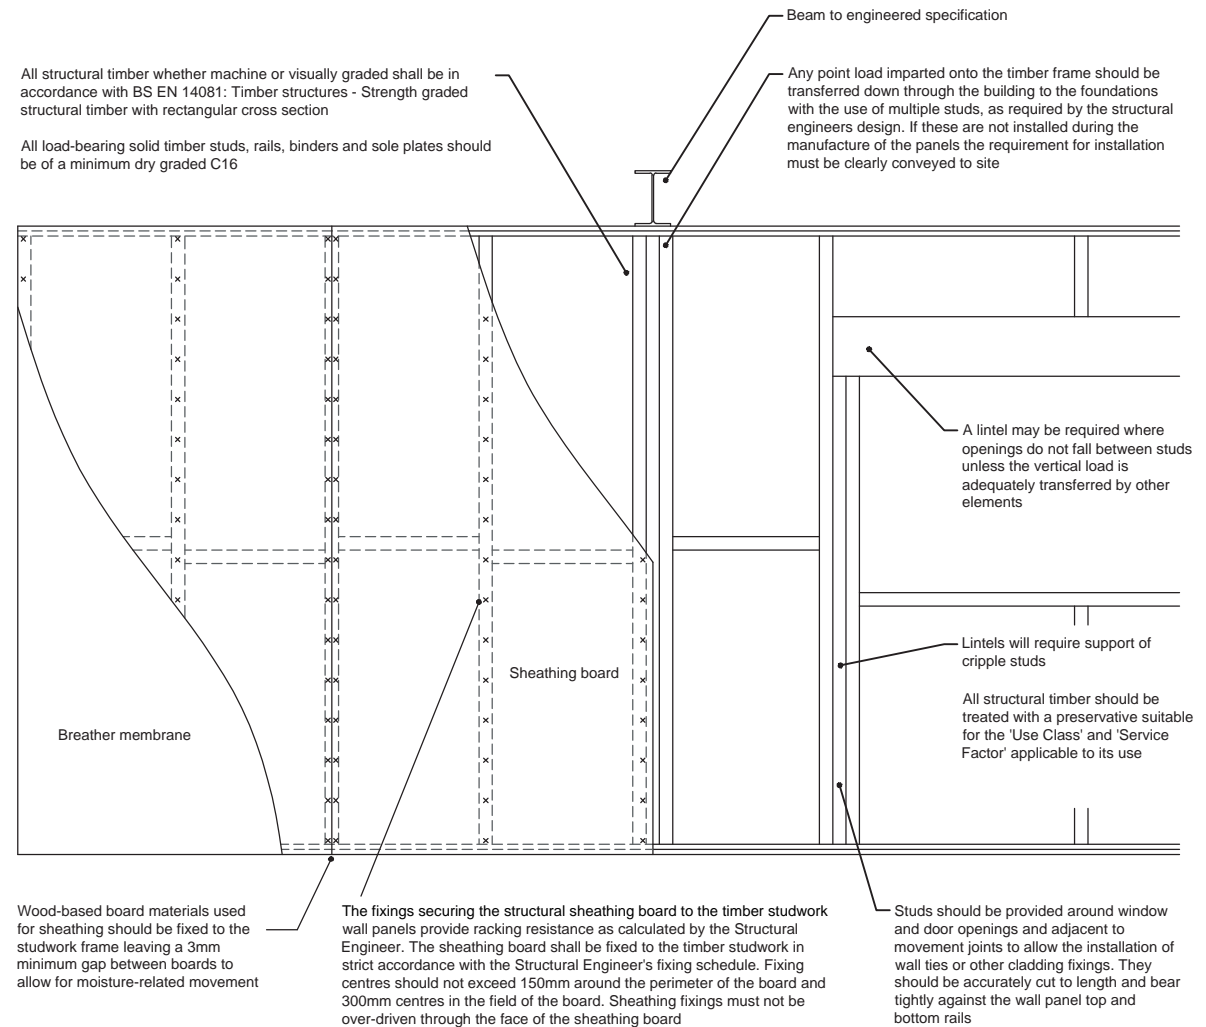 Beam to engineered specification
All structural timber whether machine or visually graded shall be in
accordance with BS EN 14081: Timber structures - Strength graded
structural timber with rectangular cross section
All load-bearing solid timber studs, rails, binders and sole plates should
be of a minimum dry graded C16
Any point load imparted onto the timber frame should be
transferred down through the building to the foundations
with the use of multiple studs, as required by the structural
engineers design. If these are not installed during the
manufacture of the panels the requirement for installation
must be clearly conveyed to site
A lintel may be required where
openings do not fall between studs
unless the vertical load is
adequately transferred by other
elements
Lintels will require support of
cripple studs
All structural timber should be
treated with a preservative suitable
for the 'Use Class' and 'Service
Factor' applicable to its use
Sheathing board
Breather membrane
Wood-based board materials used
for sheathing should be fixed to the
studwork frame leaving a 3mm
minimum gap between boards to
allow for moisture-related movement
The fixings securing the structural sheathing board to the timber studwork
wall panels provide racking resistance as calculated by the Structural
Engineer. The sheathing board shall be fixed to the timber studwork in
strict accordance with the Structural Engineer's fixing schedule. Fixing
centres should not exceed 150mm around the perimeter of the board and
300mm centres in the field of the board. Sheathing fixings must not be
over-driven through the face of the sheathing board
Studs should be provided around window
and door openings and adjacent to
movement joints to allow the installation of
wall ties or other cladding fixings. They
should be accurately cut to length and bear
tightly against the wall panel top and
bottom rails